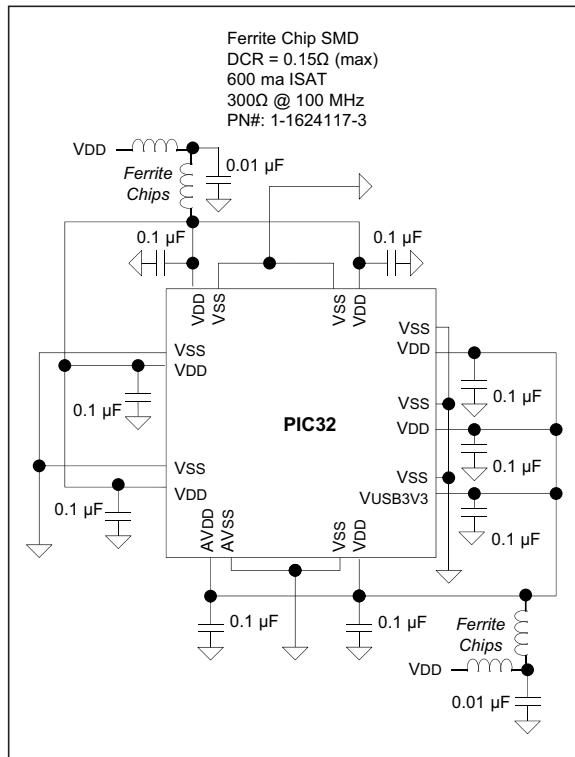 Ferrite Chip SMD
DCR = 0.15Ω (max)
600 ma ISAT
300Ω @ 100 MHz
PN#: 1-1624117-3
VDD
0.01 µF
Ferrite
Chips
0.1 µF
0.1 µF
VDD
VSS
VSS
VDD
VSS
VSS
VDD
VDD
0.1 µF
0.1 µF
VSS
PIC32
VDD
0.1 µF
VSS
VSS
VDD
VUSB3V3
0.1 µF
0.1 µF
AVDD
AVSS
VSS
VDD
0.1 µF
0.1 µF
Ferrite
Chips
VDD
0.01 µF